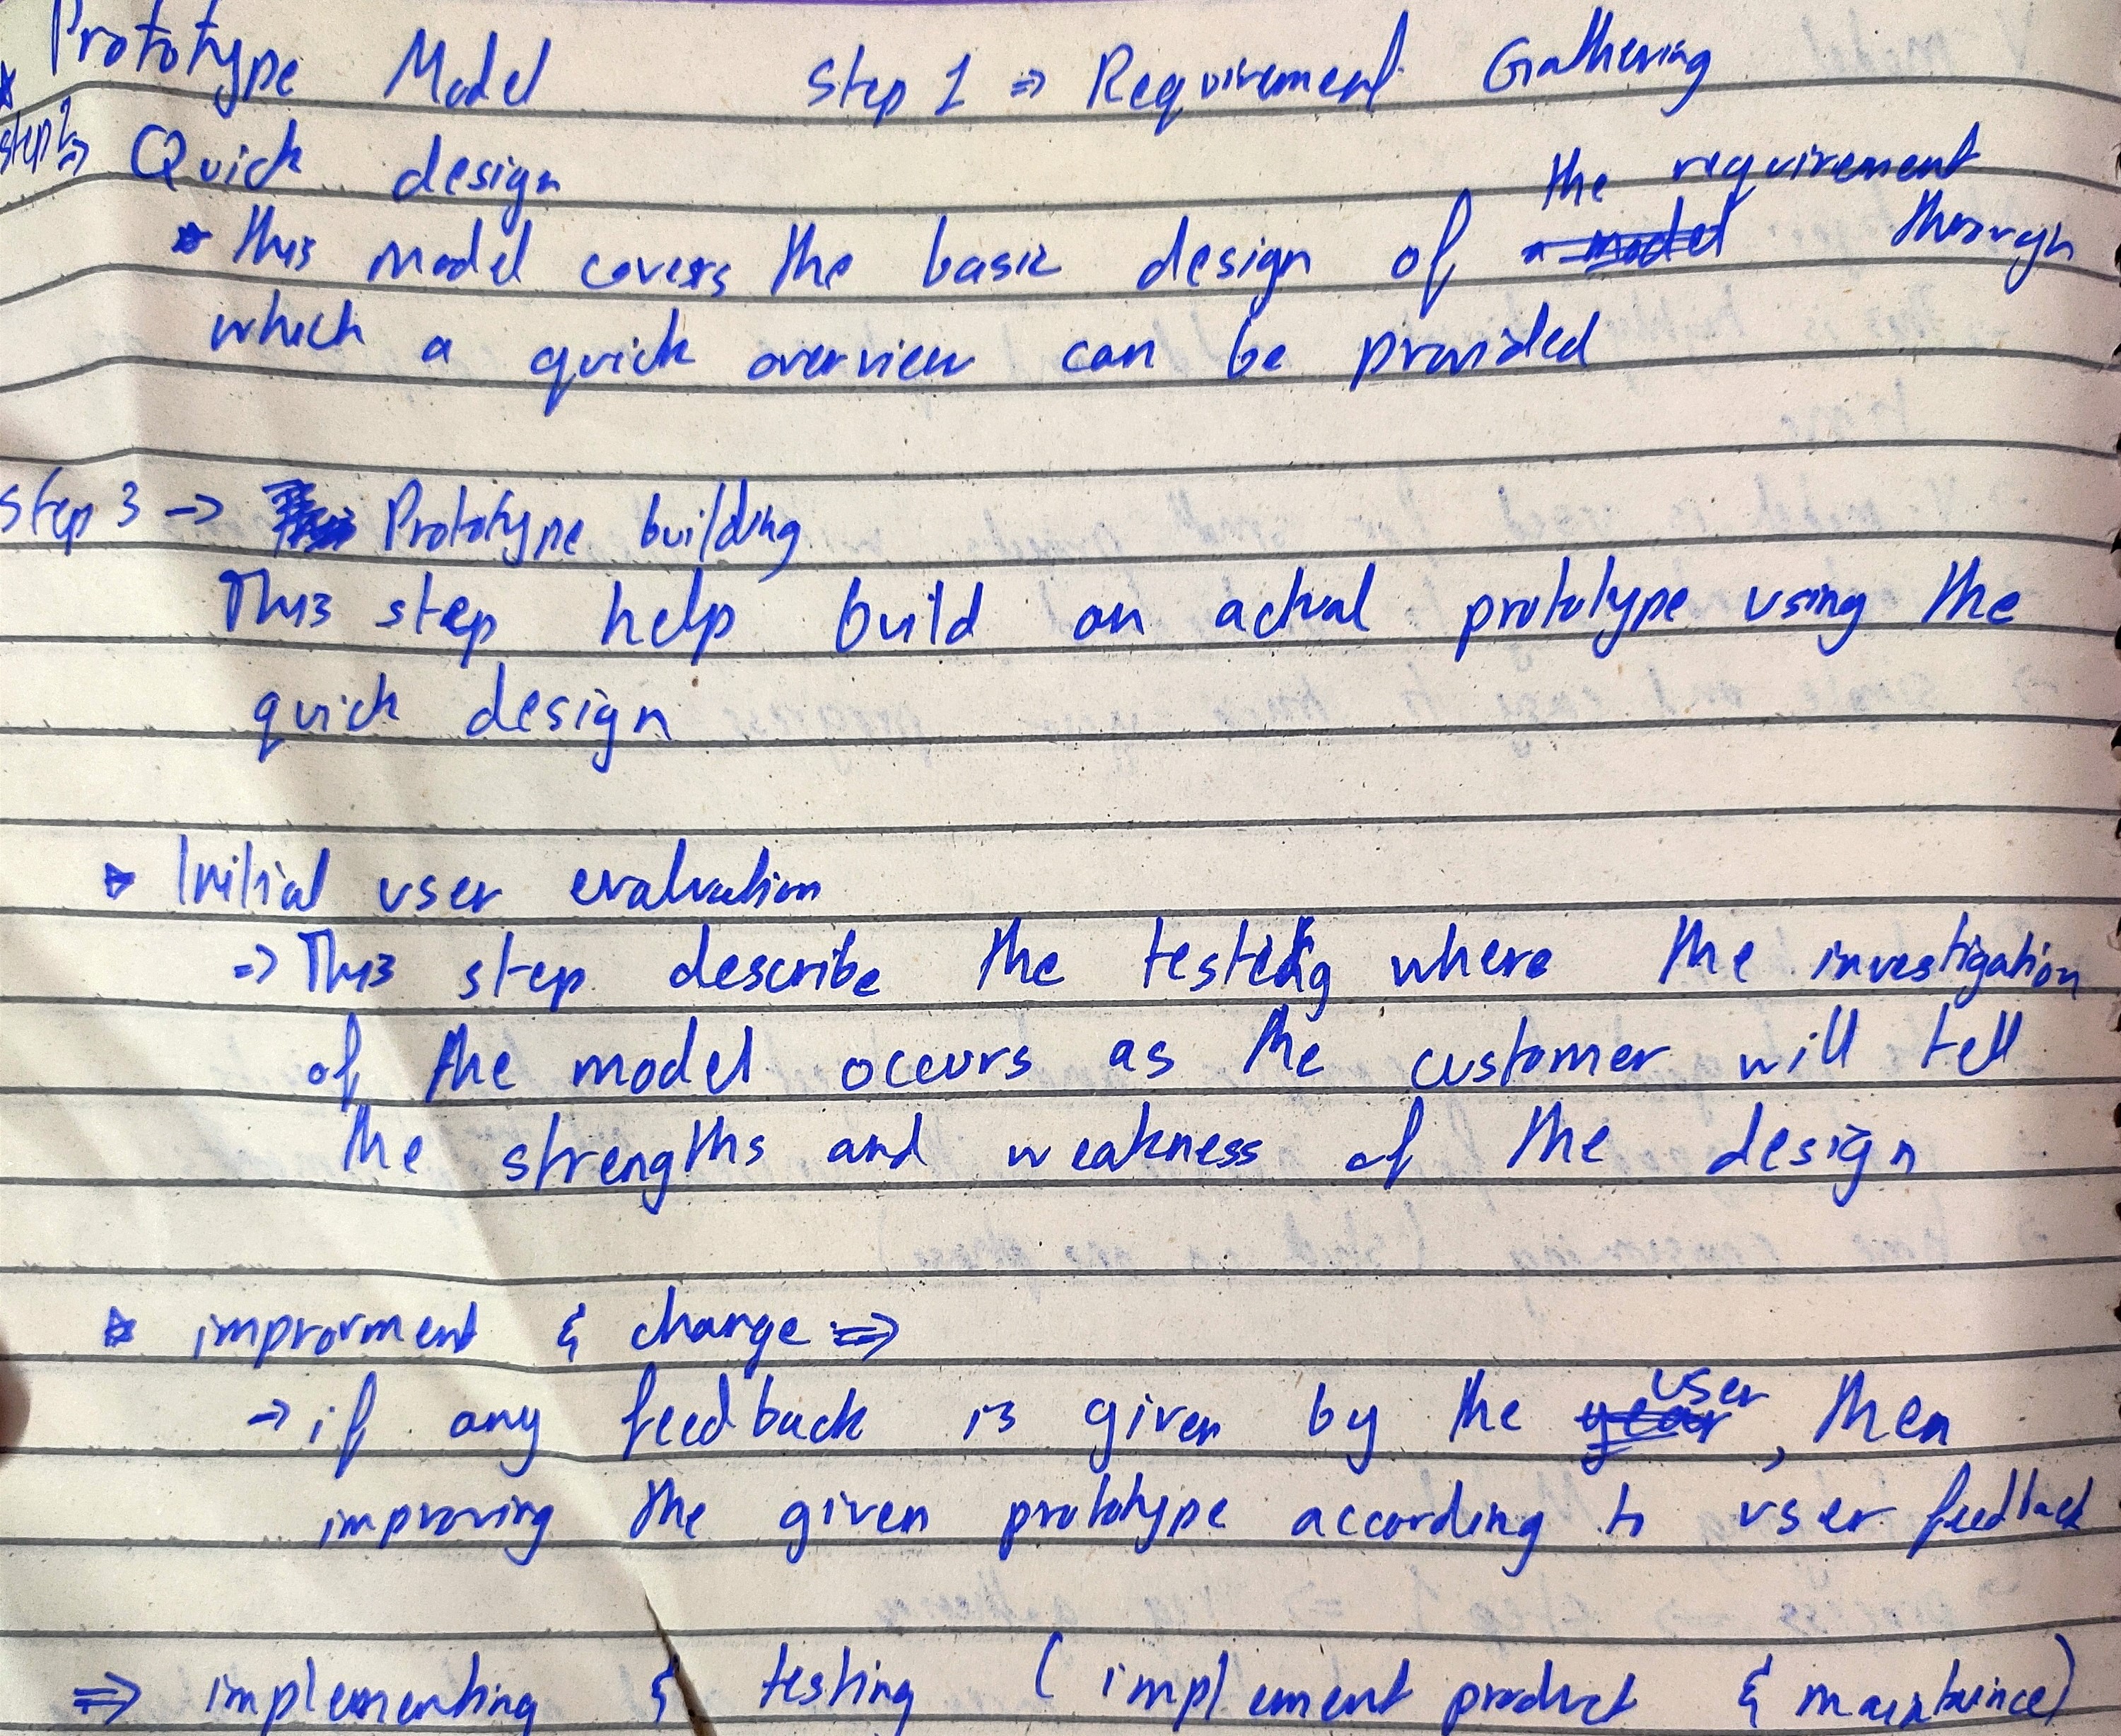 * Prototype Model step 1 => Requirement Gathering
step 2 => Quick design
the requirement
* this model covers the basic design of a model through
which a quick overview can be provided
step 3 -> Prototype building
This step help build an actual prototype using the
quick design
* Initial user evaluation
=> This step describe the testing where the investigation
of the model occurs as the customer will tell
the strengths and weakness of the design
* improvment & change =>
-> if any feedback is given by the user, then
improving the given prototype according to user feedback
=> implementing & testing ( implement product & maintaince)